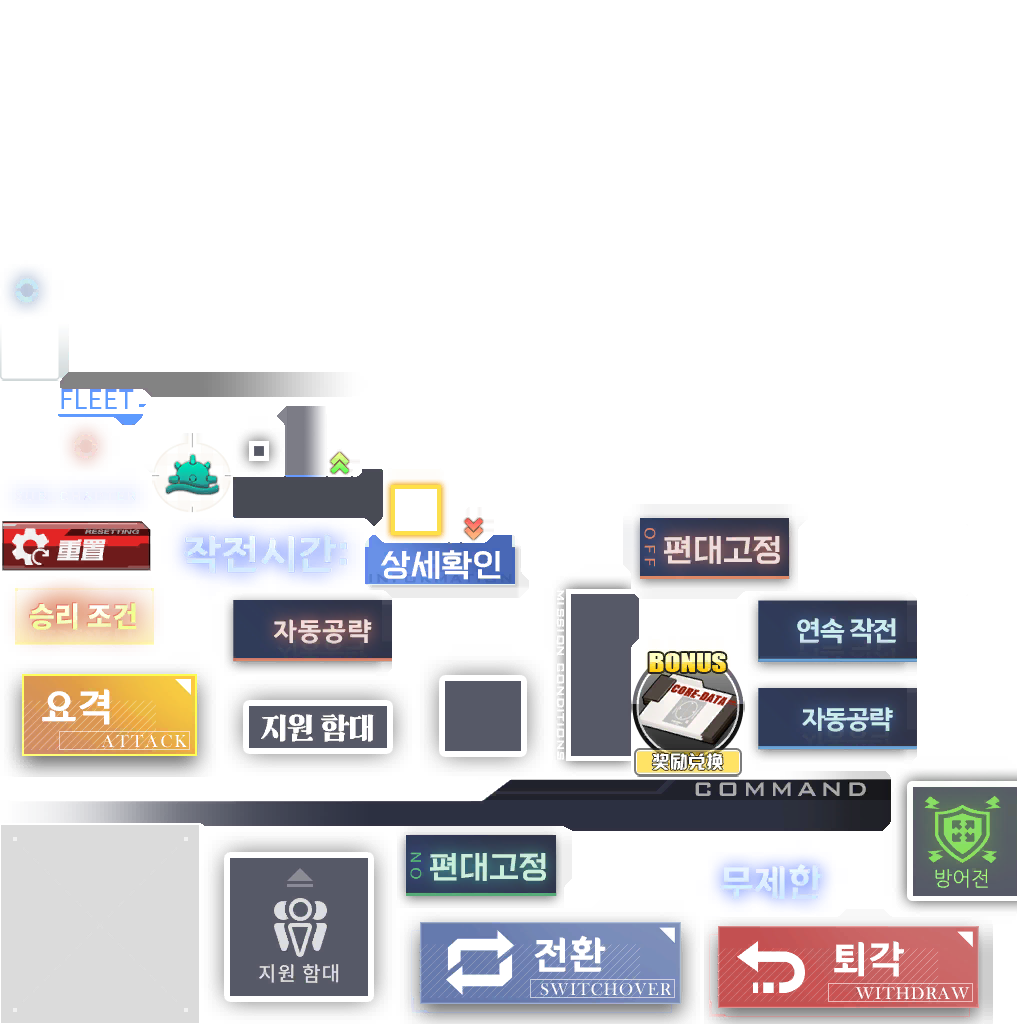 FLEET
RESETTING
重置
작전시간:
상세확인
OFF
편대고정
승리 조건
자동공략
MISSION CONDITIONS
연속 작전
BONUS
CORE-DATA
요격
ATTACK
지원 함대
자동공략
奖励兑换
COMMAND
ON
편대고정
무제한
방어전
지원 함대
전환
SWITCHOVER
퇴각
WITHDRAW